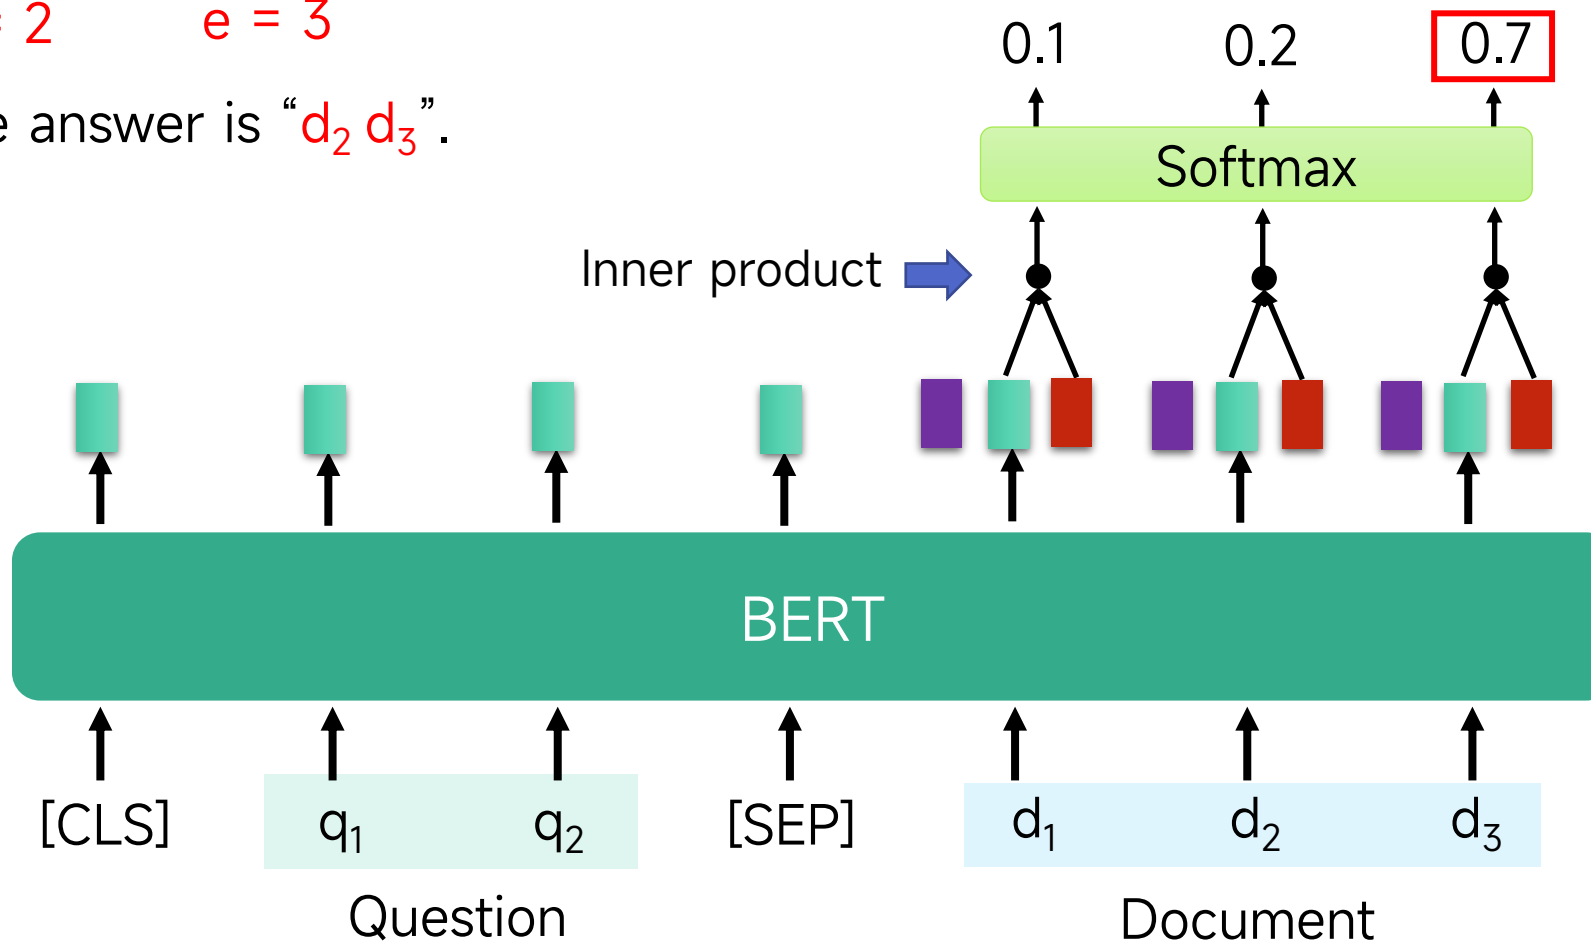 = 2 e = 3
e answer is “d₂ d₃”.
0.1 0.2 0.7
Softmax
Inner product
BERT
[CLS] q₁ q₂ [SEP] d₁ d₂ d₃
Question Document